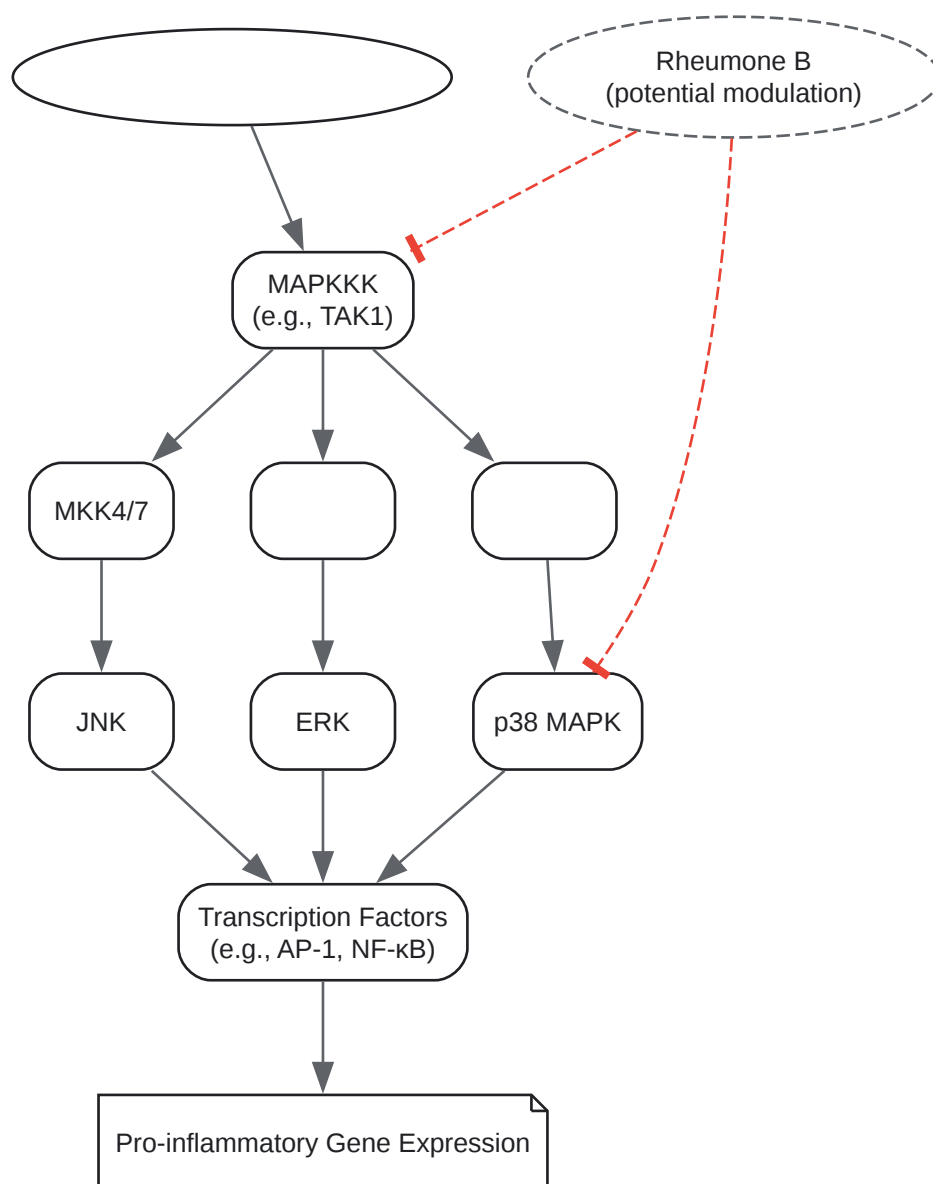 Rheumone B
(potential modulation)
MAPKKK
(e.g., TAK1)
MKK4/7
JNK
ERK
p38 MAPK
Transcription Factors
(e.g., AP-1, NF-κB)
Pro-inflammatory Gene Expression